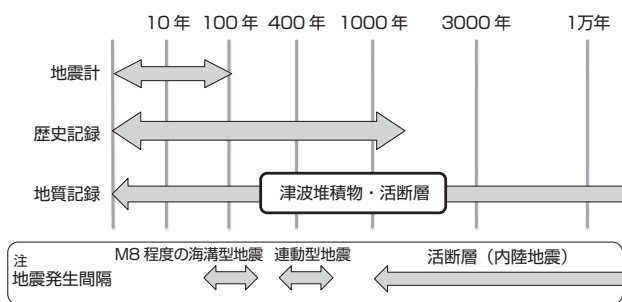 10年 100年 400年 1000年 3000年 1万年
地震計
歴史記録
地質記録 津波堆積物・活断層
注 M8程度の海溝型地震 連動型地震 活断層（内陸地震）
地震発生間隔